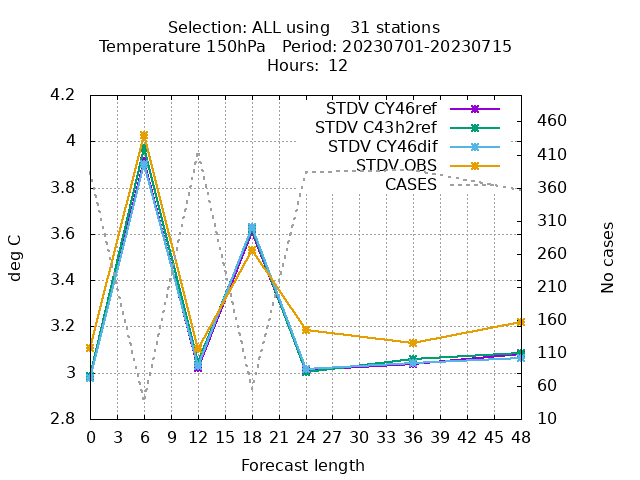 Selection: ALL using    31 stations
Temperature 150hPa   Period: 20230701-20230715
Hours: 12
STDV CY46ref
STDV C43h2ref
STDV CY46dif
STDV OBS
CASES
4.2
4
3.8
3.6
3.4
3.2
3
2.8
deg C
460
410
360
310
260
210
160
110
60
10
No cases
0 3 6 9 12 15 18 21 24 27 30 33 36 39 42 45 48
Forecast length